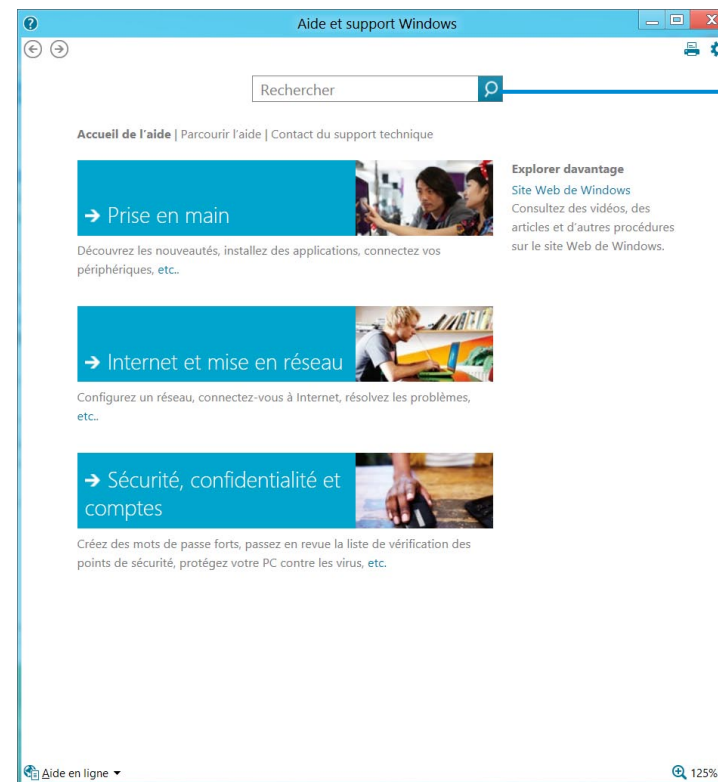 Aide et support Windows
Rechercher
Accueil de l'aide | Parcourir l'aide | Contact du support technique
→ Prise en main
Découvrez les nouveautés, installez des applications, connectez vos
périphériques, etc..
→ Internet et mise en réseau
Configurez un réseau, connectez-vous à Internet, résolvez les problèmes,
etc..
→ Sécurité, confidentialité et
comptes
Créez des mots de passe forts, passez en revue la liste de vérification des
points de sécurité, protégez votre PC contre les virus, etc.
Explorer davantage
Site Web de Windows
Consultez des vidéos, des
articles et d'autres procédures
sur le site Web de Windows.
Aide en ligne
125%